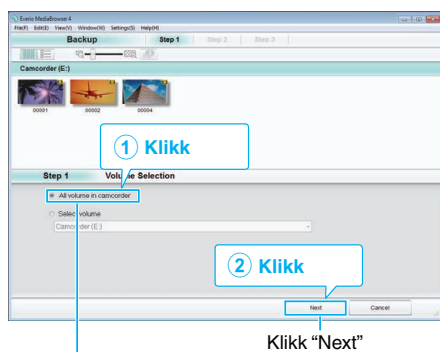 Everio MediaBrowser 4
File(F) Edit(E) View(V) Window(W) Settings(S) Help(H)
Backup Step 1 Step 2 Step 3
Camcorder (E:)
00001 00002 00004
1 Klikk
Step 1 Volume Selection
All volume in camcorder
Select volume
Camcorder (E:)
2 Klikk
Next Cancel
Klikk “Next”